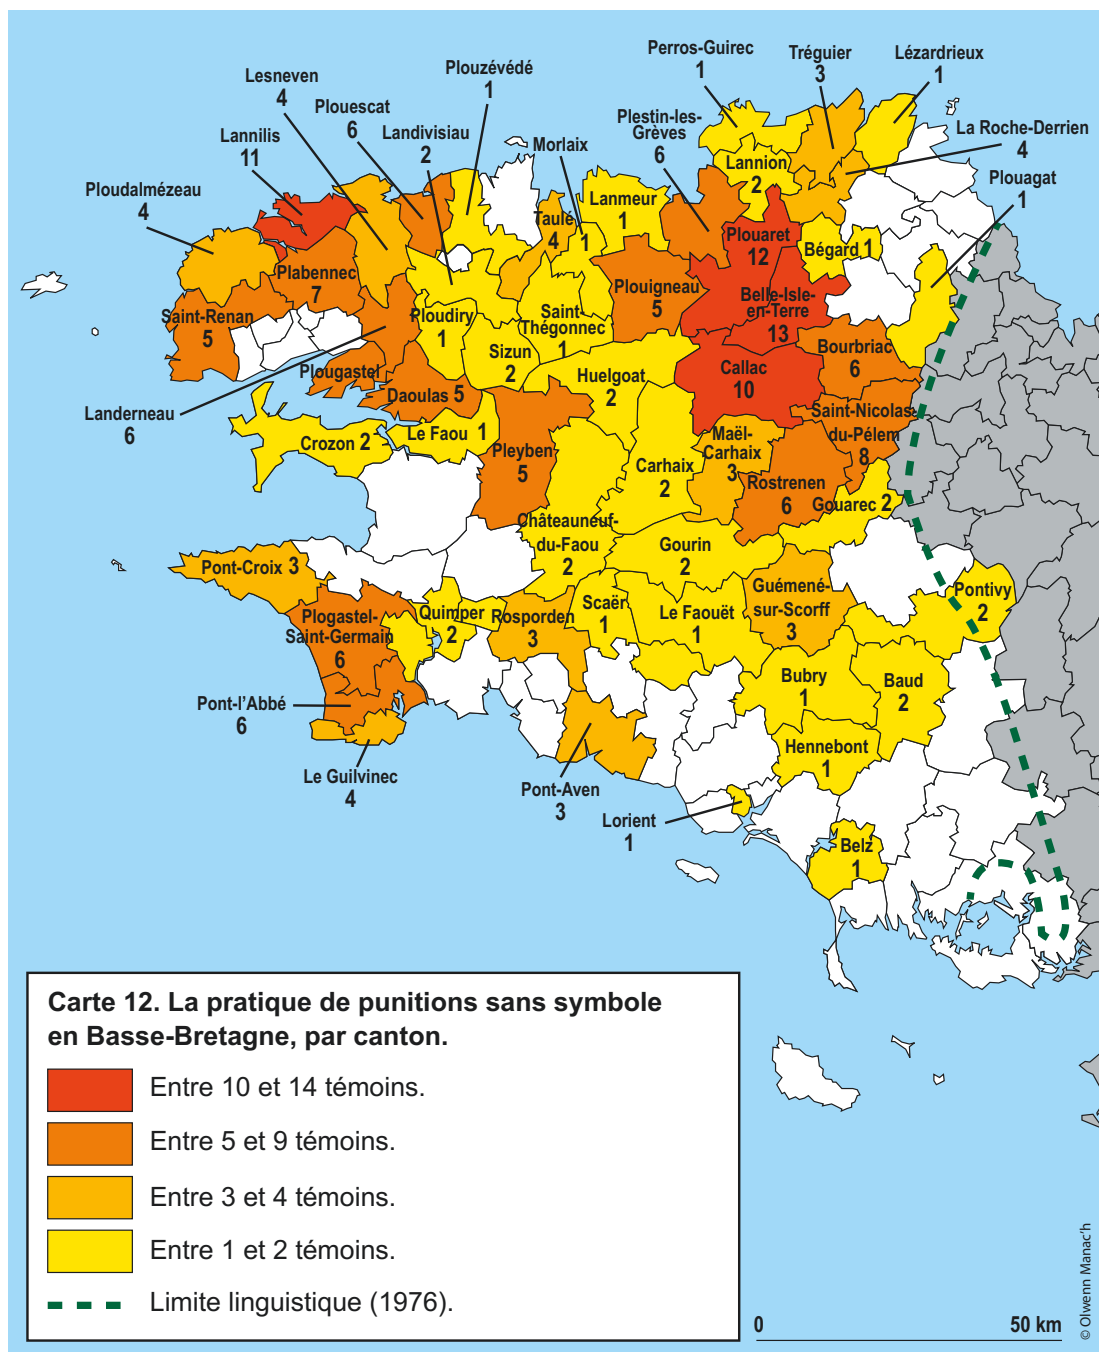 Perros-Guirec
1
Tréguier
3
Lézardrieux
1
Plouzévédé
1
Lesneven
4
Plouescat
6
Landivisiau
2
Lannilis
11
Plestin-les-
Grèves
6
La Roche-Derrien
4
Morlaix
1
Plouagat
1
Ploudalmézeau
4
Lannion
2
Lanmeur
1
Taulé
4
Plouaret
12
Bégard 1
Plabennec
7
Plouigneau
5
Belle-Isle-
en-Terre
13
Saint-Renan
5
Ploudiry
1
Saint-
Thégonnec
1
Sizun
2
Bourbriac
6
Plougastel
Daoulas 5
Huelgoat
2
Callac
10
Landerneau
6
Saint-Nicolas-
du-Pélem
8
Crozon 2
Le Faou 1
Pleyben
5
Maël-
Carhaix
3
Carhaix
2
Rostrenen
6
Gouarec 2
Châteauneuf-
du-Faou
2
Gourin
2
Pont-Croix 3
Guémené-
sur-Scorff
3
Pontivy
2
Plogastel-
Saint-Germain
6
Quimper
2
Rosporden
3
Scaër
1
Le Faouët
1
Bubry
1
Baud
2
Pont-l'Abbé
6
Hennebont
1
Le Guilvinec
4
Pont-Aven
3
Lorient
1
Belz
1
Carte 12. La pratique de punitions sans symbole
en Basse-Bretagne, par canton.
Entre 10 et 14 témoins.
Entre 5 et 9 témoins.
Entre 3 et 4 témoins.
Entre 1 et 2 témoins.
Limite linguistique (1976).
0 50 km
© Olwenn Manac'h